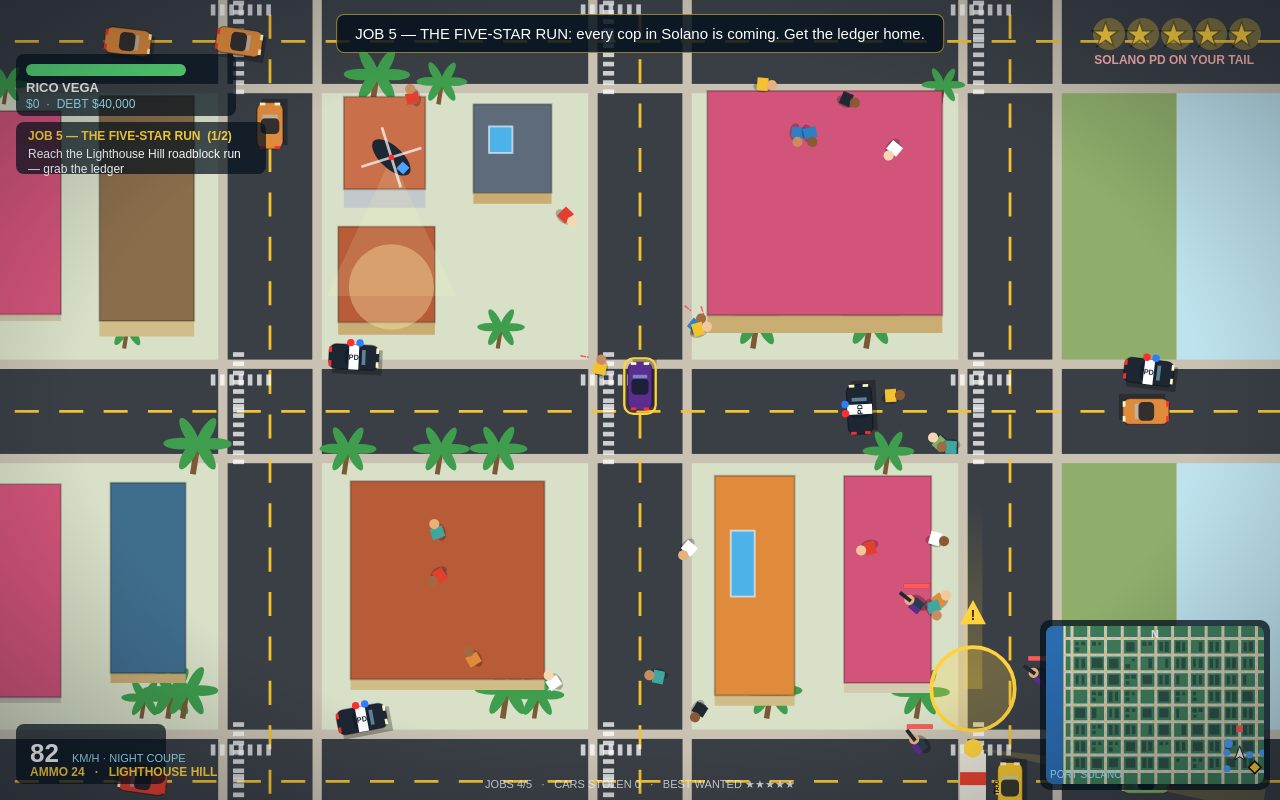 JOB 5 — THE FIVE-STAR RUN: every cop in Solano is coming. Get the ledger home.
SOLANO PD ON YOUR TAIL
RICO VEGA
$0 · DEBT $40,000
JOB 5 — THE FIVE-STAR RUN (1/2)
Reach the Lighthouse Hill roadblock run
— grab the ledger
PD
PD
PD
PD
!
N
PORT SOLANO
82 KM/H · NIGHT COUPE
AMMO 24 · LIGHTHOUSE HILL
JOBS 4/5 · CARS STOLEN 0 · BEST WANTED ★★★★★